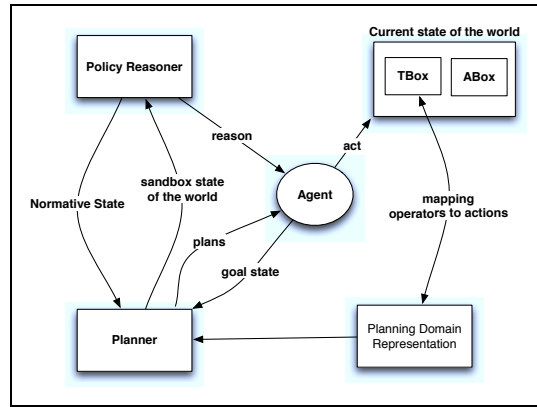 Current state of the world
Policy Reasoner
TBox
ABox
reason
act
sandbox state
of the world
Normative State
Agent
mapping
operators to actions
plans
goal state
Planner
Planning Domain
Representation